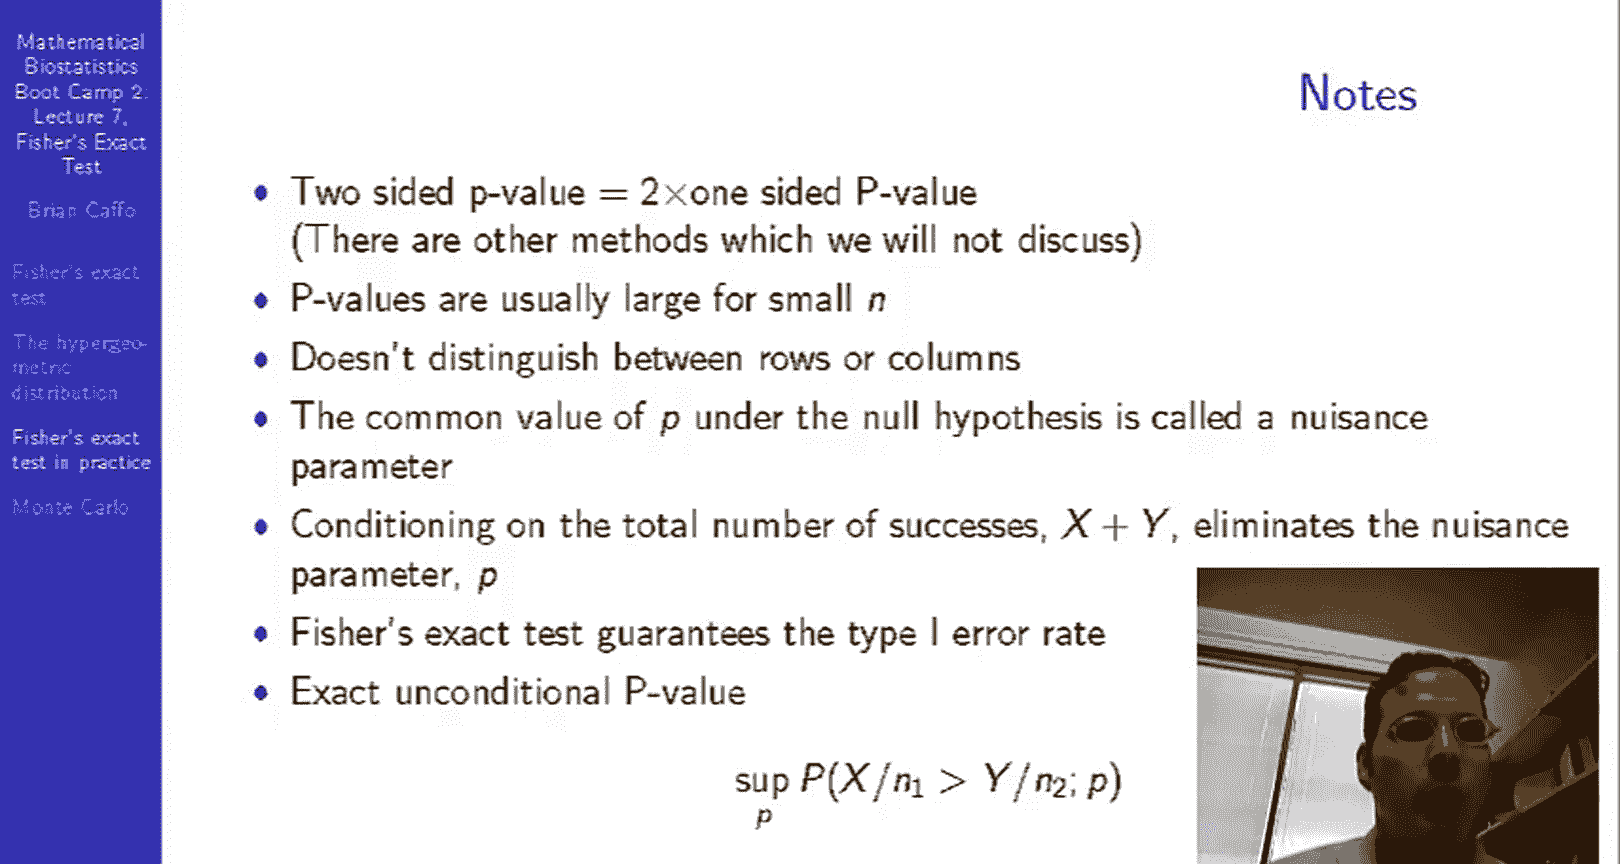 Mathematical
Biostatistics
Boot Camp 2:
Lecture 7,
Fisher's Exact
Test
Brian Caffo
Fisher's exact
test
The hypergeo-
metric
distribution
Fisher's exact
test in practice
Monte Carlo
Notes
• Two sided p-value = 2×one sided P-value
(There are other methods which we will not discuss)
• P-values are usually large for small n
• Doesn't distinguish between rows or columns
• The common value of p under the null hypothesis is called a nuisance
parameter
• Conditioning on the total number of successes, X + Y, eliminates the nuisance
parameter, p
• Fisher's exact test guarantees the type I error rate
• Exact unconditional P-value
sup P(X/n₁ > Y/n₂; p)
p